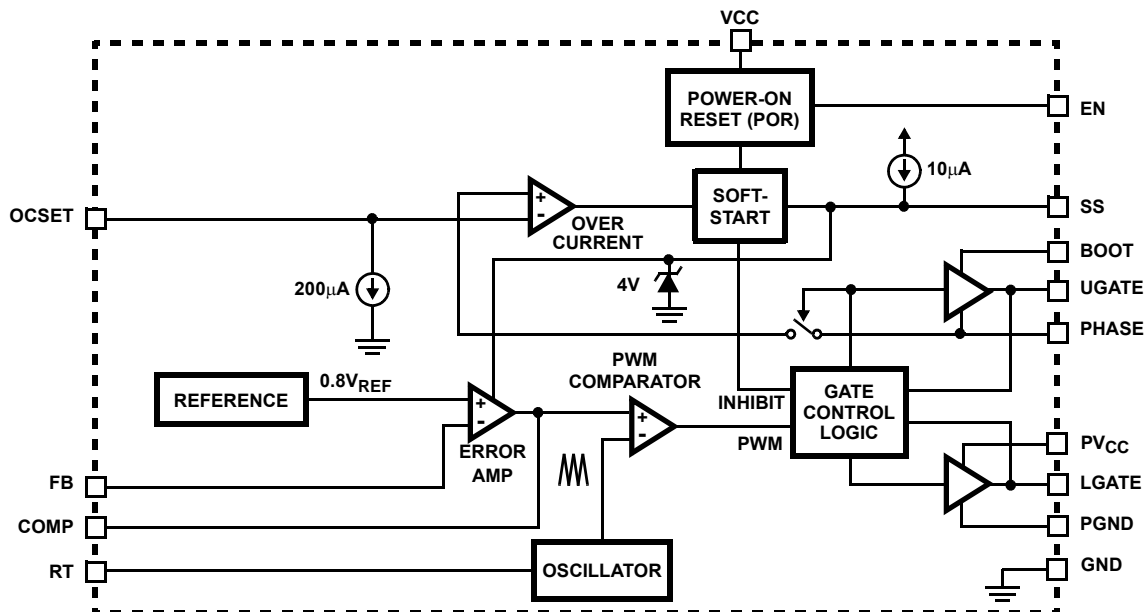 VCC
POWER-ON
RESET (POR)
EN
10μA
OCSET
+
-
OVER
CURRENT
SOFT-
START
SS
BOOT
200μA
4V
UGATE
PHASE
REFERENCE
0.8VREF
+
-
ERROR
AMP
PWM
COMPARATOR
+
-
INHIBIT
PWM
GATE
CONTROL
LOGIC
PVCC
LGATE
PGND
FB
COMP
RT
OSCILLATOR
GND